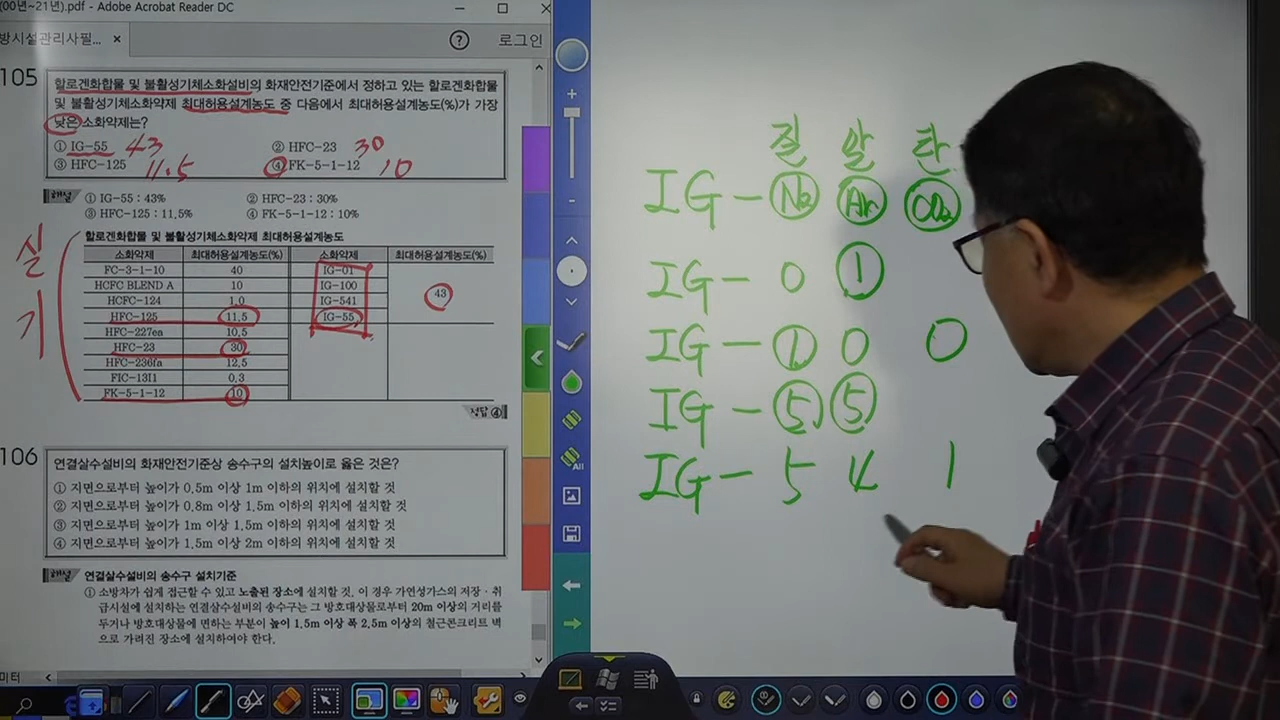 (00년~21년).pdf - Adobe Acrobat Reader DC
방시설관리사필... ×
? 로그인
105
할로겐화합물 및 불활성기체소화설비의 화재안전기준에서 정하고 있는 할로겐화합물
및 불활성기체소화약제 최대허용설계농도 중 다음에서 최대허용설계농도(%)가 가장
낮은 소화약제는?
① IG-55 43 ② HFC-23 30
③ HFC-125 11.5 ④ FK-5-1-12 10
해설 ① IG-55 : 43% ② HFC-23 : 30%
③ HFC-125 : 11.5% ④ FK-5-1-12 : 10%
실기
할로겐화합물 및 불활성기체소화약제 최대허용설계농도
소화약제 최대허용설계농도(%) 소화약제 최대허용설계농도(%)
FC-3-1-10 40 IG-01
HCFC BLEND A 10 IG-100
HCFC-124 1.0 IG-541
43
HFC-125 11.5 IG-55
HFC-227ea 10.5
HFC-23 30
HFC-236fa 12.5
FIC-13I1 0.3
FK-5-1-12 10
정답 ④
106
연결살수설비의 화재안전기준상 송수구의 설치높이로 옳은 것은?
① 지면으로부터 높이가 0.5m 이상 1m 이하의 위치에 설치할 것
② 지면으로부터 높이가 0.8m 이상 1.5m 이하의 위치에 설치할 것
③ 지면으로부터 높이가 1m 이상 1.5m 이하의 위치에 설치할 것
④ 지면으로부터 높이가 1.5m 이상 2m 이하의 위치에 설치할 것
해설 연결살수설비의 송수구 설치기준
① 소방차가 쉽게 접근할 수 있고 노출된 장소에 설치할 것. 이 경우 가연성가스의 저장·취
급시설에 설치하는 연결살수설비의 송수구는 그 방호대상물로부터 20m 이상의 거리를
두거나 방호대상물에 면하는 부분이 높이 1.5m 이상 폭 2.5m 이상의 철근콘크리트 벽
으로 가려진 장소에 설치하여야 한다.
미터
All
질 알 탄
IG - N2 Ar CO2
IG - 0 1
IG - 1 0 0
IG - 5 5
IG - 5 4 1